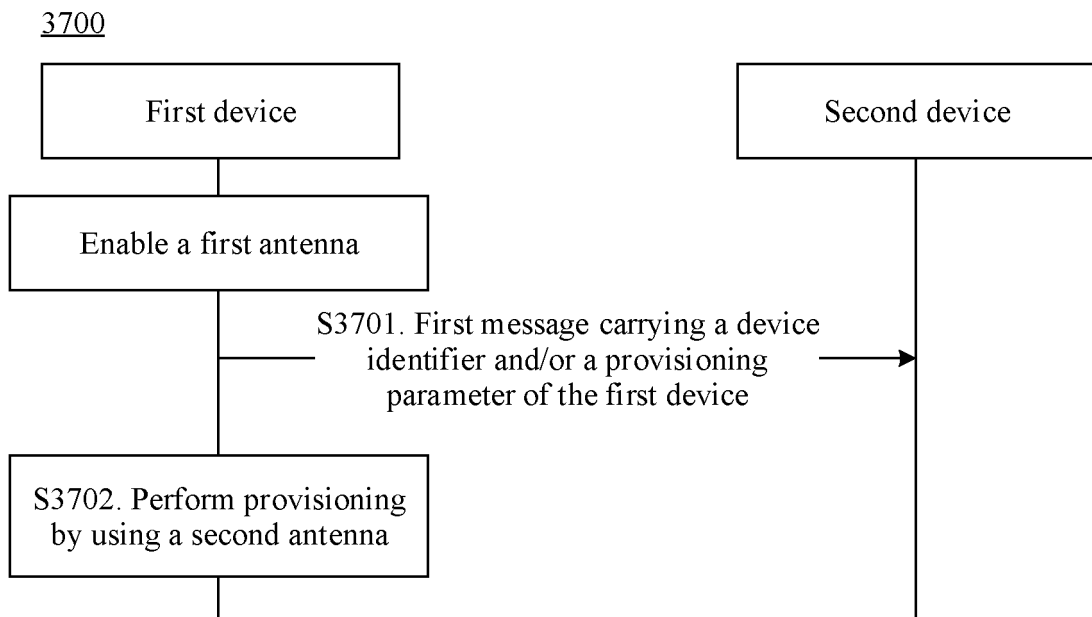 3700
First device
Second device
Enable a first antenna
S3701. First message carrying a device
identifier and/or a provisioning
parameter of the first device
S3702. Perform provisioning
by using a second antenna